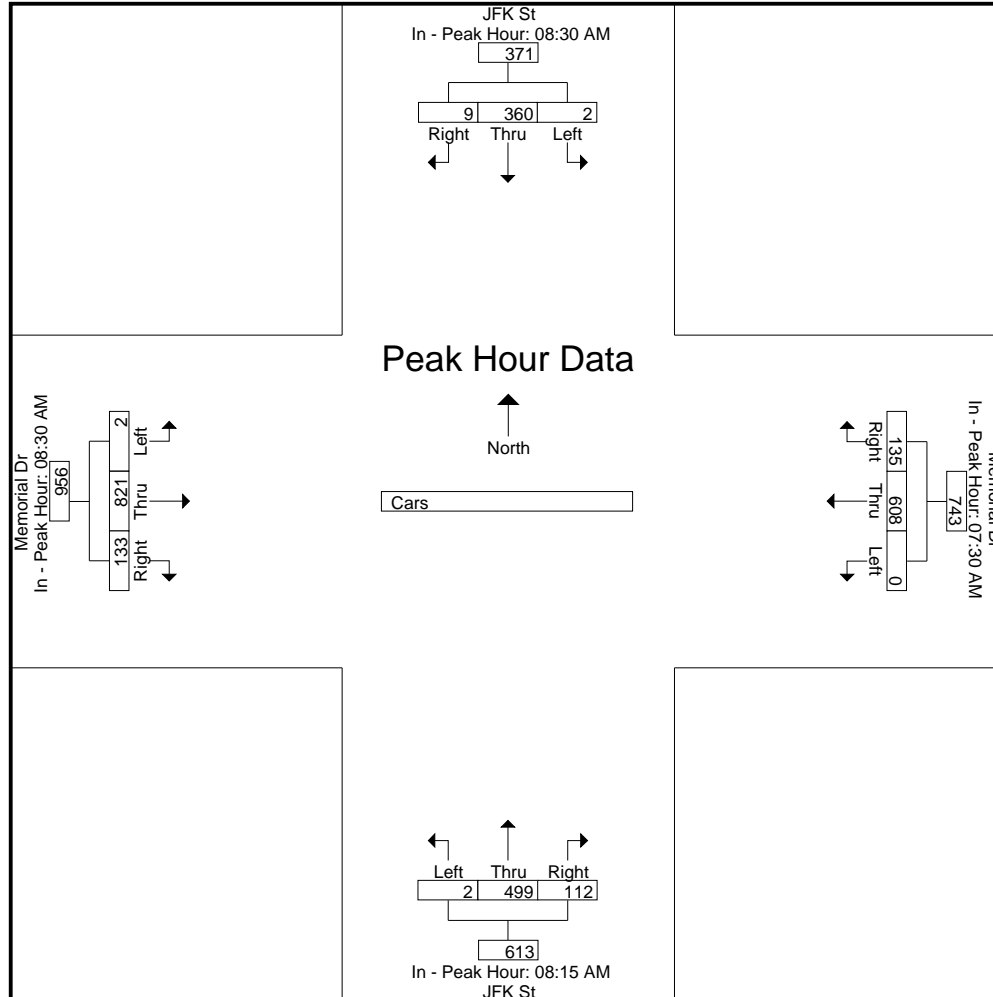 JFK St
In - Peak Hour: 08:30 AM
371
9 360 2
Right Thru Left
Peak Hour Data
North
Cars
Memorial Dr
In - Peak Hour: 08:30 AM
956
2 821 133
Left Thru Right
In - Peak Hour: 07:30 AM
743
135 608 0
Right Thru Left
Left Thru Right
2 499 112
613
In - Peak Hour: 08:15 AM
JFK St